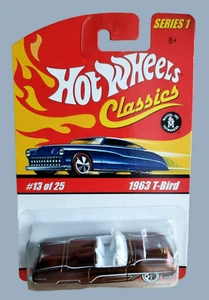 SERIES 1
8+
Hot Wheels
Classics
#13 of 25
1963 T-Bird